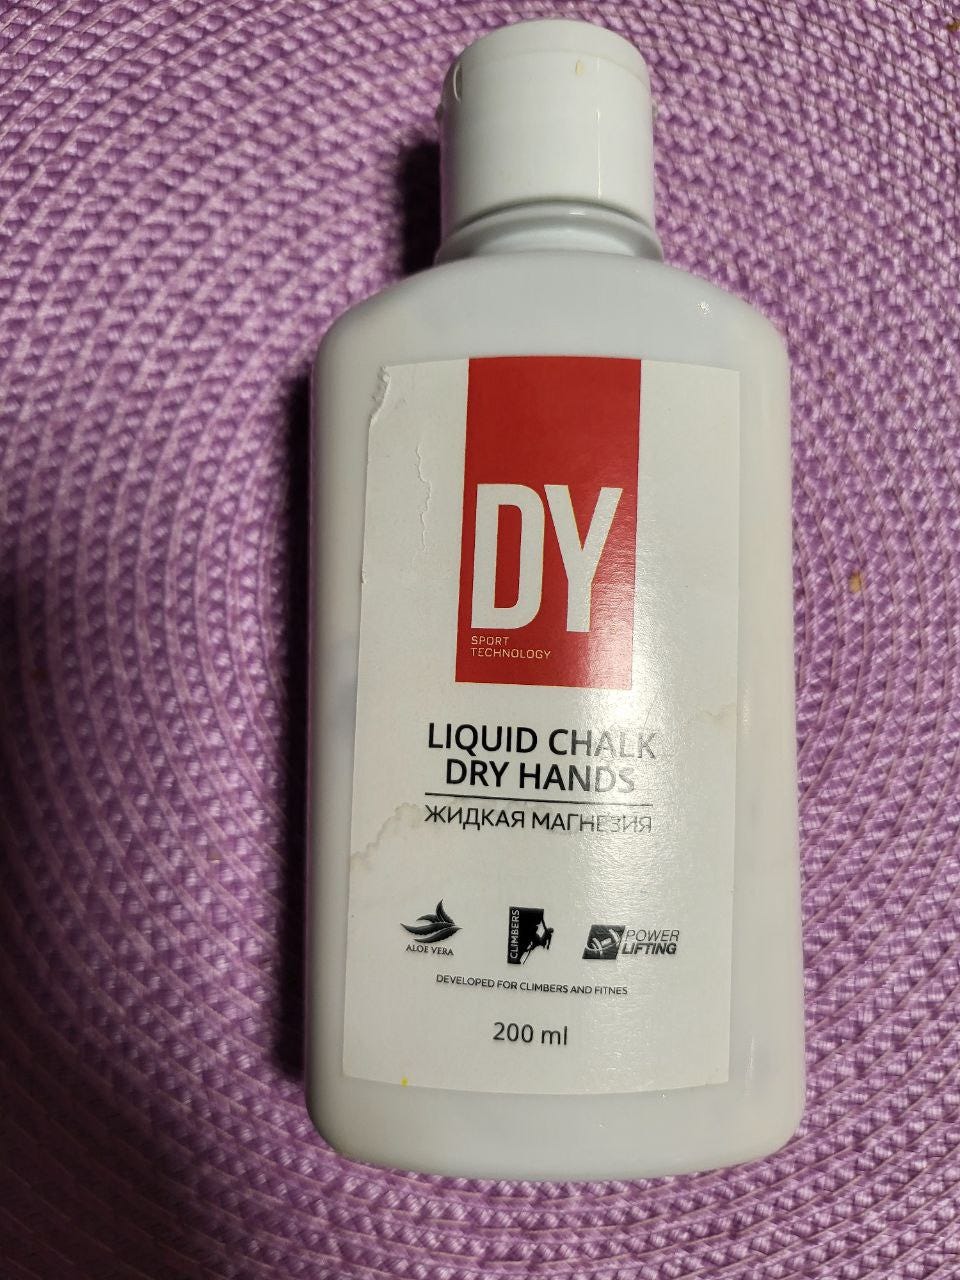 DY
SPORT
TECHNOLOGY
LIQUID CHALK
DRY HANDS
ЖИДКАЯ МАГНЕЗИЯ
ALOE VERA
CLIMBERS
POWER
LIFTING
DEVELOPED FOR CLIMBERS AND FITNES
200 ml